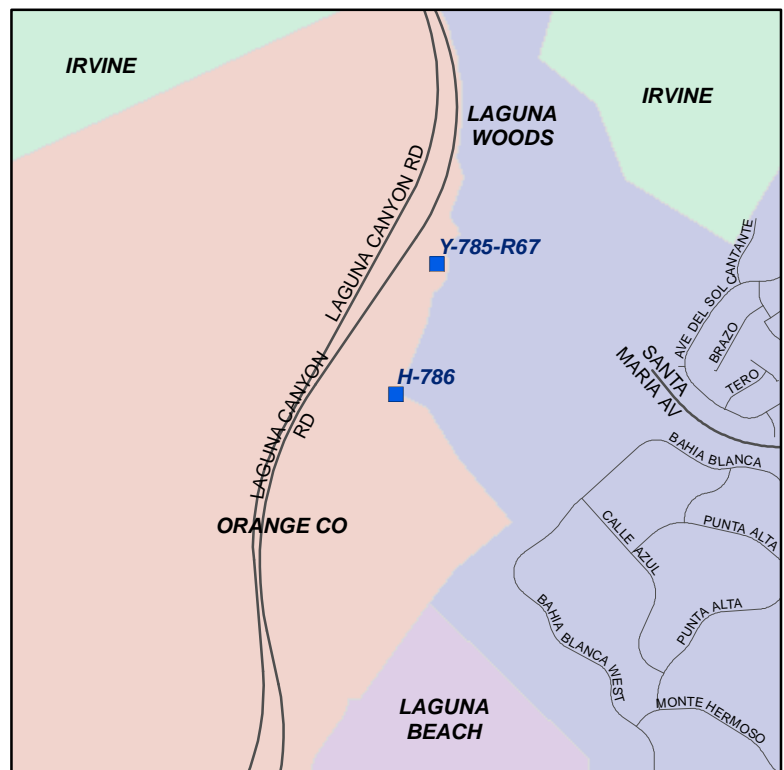 IRVINE
IRVINE
LAGUNA
WOODS
LAGUNA CANYON RD
Y-785-R67
CANTANTE
AVE DEL SOL
BRAZO
SANTA
MARIA AV
TERO
H-786
LAGUNA CANYON
RD
BAHIA BLANCA
ORANGE CO
CALLE AZUL
PUNTA ALTA
PUNTA ALTA
BAHIA BLANCA WEST
MONTE HERMOSO
LAGUNA
BEACH